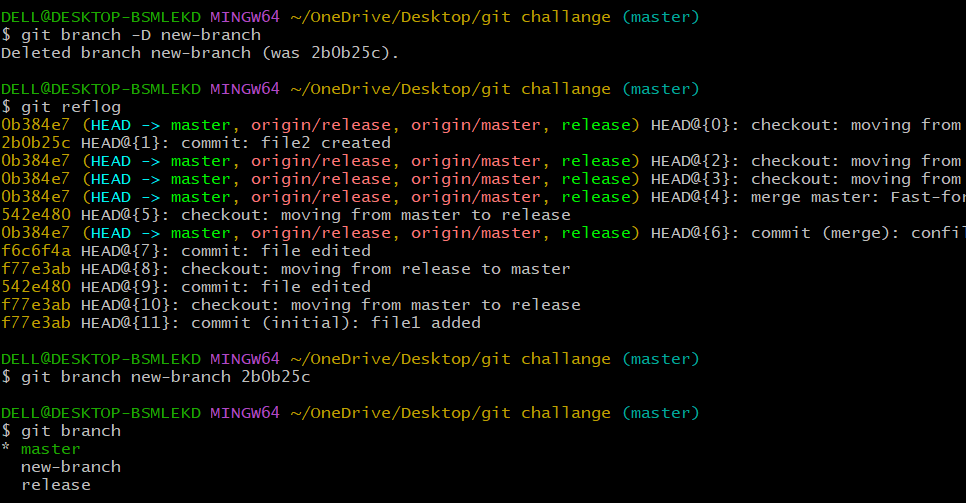 DELL@DESKTOP-BSMLEKD MINGW64 ~/OneDrive/Desktop/git challange (master)
$ git branch -D new-branch
Deleted branch new-branch (was 2b0b25c).
DELL@DESKTOP-BSMLEKD MINGW64 ~/OneDrive/Desktop/git challange (master)
$ git reflog
0b384e7 (HEAD -> master, origin/release, origin/master, release) HEAD@{0}: checkout: moving from
2b0b25c HEAD@{1}: commit: file2 created
0b384e7 (HEAD -> master, origin/release, origin/master, release) HEAD@{2}: checkout: moving from
0b384e7 (HEAD -> master, origin/release, origin/master, release) HEAD@{3}: checkout: moving from
0b384e7 (HEAD -> master, origin/release, origin/master, release) HEAD@{4}: merge master: Fast-for
542e480 HEAD@{5}: checkout: moving from master to release
0b384e7 (HEAD -> master, origin/release, origin/master, release) HEAD@{6}: commit (merge): confil
f6c6f4a HEAD@{7}: commit: file edited
f77e3ab HEAD@{8}: checkout: moving from release to master
542e480 HEAD@{9}: commit: file edited
f77e3ab HEAD@{10}: checkout: moving from master to release
f77e3ab HEAD@{11}: commit (initial): file1 added
DELL@DESKTOP-BSMLEKD MINGW64 ~/OneDrive/Desktop/git challange (master)
$ git branch new-branch 2b0b25c
DELL@DESKTOP-BSMLEKD MINGW64 ~/OneDrive/Desktop/git challange (master)
$ git branch
* master
new-branch
release